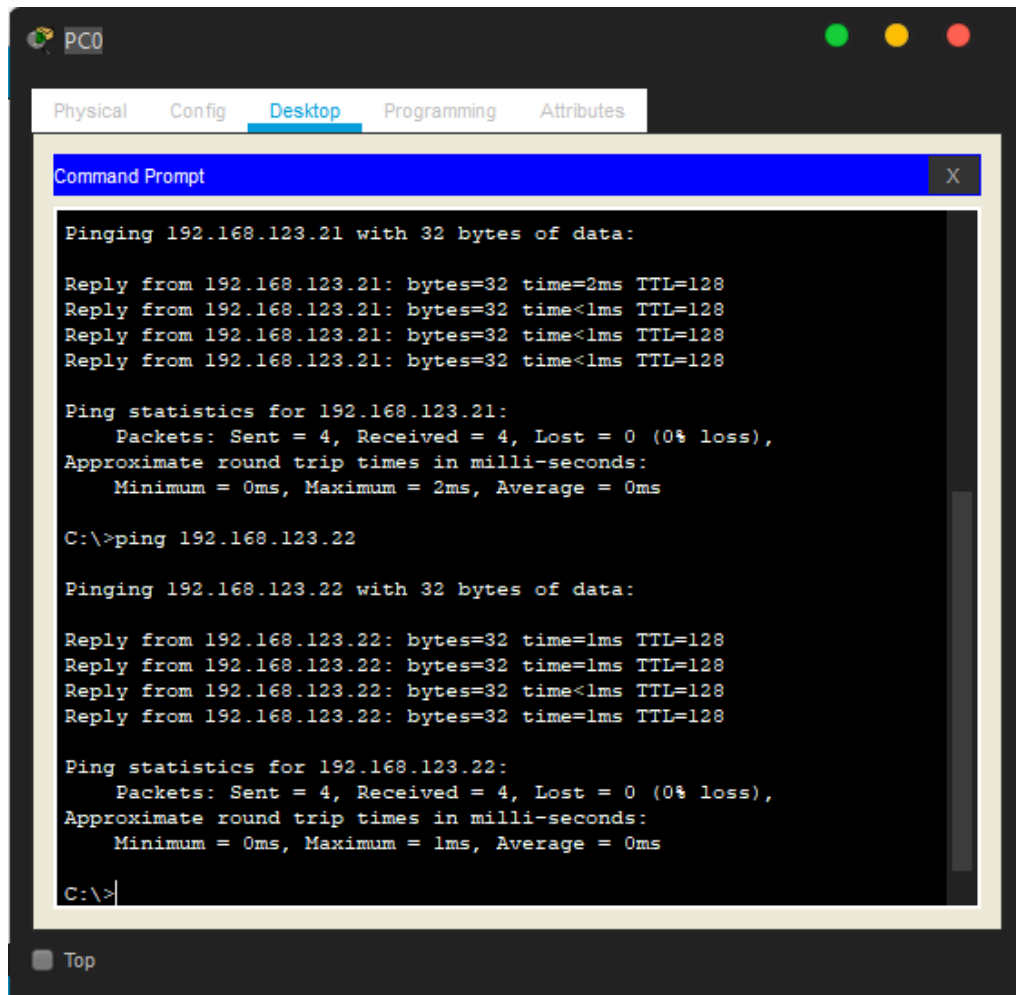 PC0
Physical Config Desktop Programming Attributes
Command Prompt X
Pinging 192.168.123.21 with 32 bytes of data:
Reply from 192.168.123.21: bytes=32 time=2ms TTL=128
Reply from 192.168.123.21: bytes=32 time<1ms TTL=128
Reply from 192.168.123.21: bytes=32 time<1ms TTL=128
Reply from 192.168.123.21: bytes=32 time<1ms TTL=128
Ping statistics for 192.168.123.21:
Packets: Sent = 4, Received = 4, Lost = 0 (0% loss),
Approximate round trip times in milli-seconds:
Minimum = 0ms, Maximum = 2ms, Average = 0ms
C:\>ping 192.168.123.22
Pinging 192.168.123.22 with 32 bytes of data:
Reply from 192.168.123.22: bytes=32 time=1ms TTL=128
Reply from 192.168.123.22: bytes=32 time=1ms TTL=128
Reply from 192.168.123.22: bytes=32 time<1ms TTL=128
Reply from 192.168.123.22: bytes=32 time=1ms TTL=128
Ping statistics for 192.168.123.22:
Packets: Sent = 4, Received = 4, Lost = 0 (0% loss),
Approximate round trip times in milli-seconds:
Minimum = 0ms, Maximum = 1ms, Average = 0ms
C:\>
Top